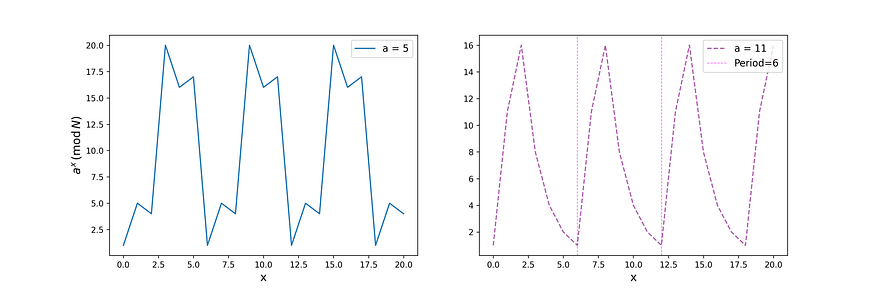 a^x (mod N)
20.0
17.5
15.0
12.5
10.0
7.5
5.0
2.5
a = 5
0.0 2.5 5.0 7.5 10.0 12.5 15.0 17.5 20.0
x
16
14
12
10
8
6
4
2
a = 11
Period=6
0.0 2.5 5.0 7.5 10.0 12.5 15.0 17.5 20.0
x